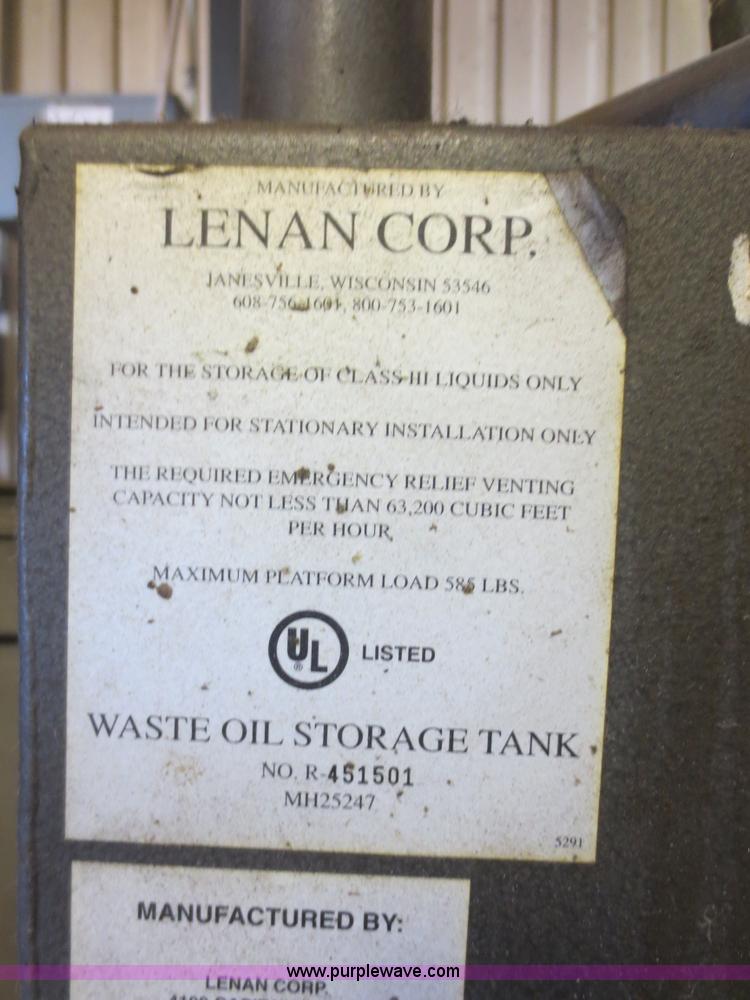 MANUFACTURED BY
LENAN CORP.
JANESVILLE, WISCONSIN 53546
608-756-1601, 800-753-1601
FOR THE STORAGE OF CLASS III LIQUIDS ONLY
INTENDED FOR STATIONARY INSTALLATION ONLY
THE REQUIRED EMERGENCY RELIEF VENTING
CAPACITY NOT LESS THAN 63,200 CUBIC FEET
PER HOUR
MAXIMUM PLATFORM LOAD 585 LBS.
UL® LISTED
WASTE OIL STORAGE TANK
NO. R-451501
MH25247
5291
MANUFACTURED BY:
LENAN CORP.
www.purplewave.com